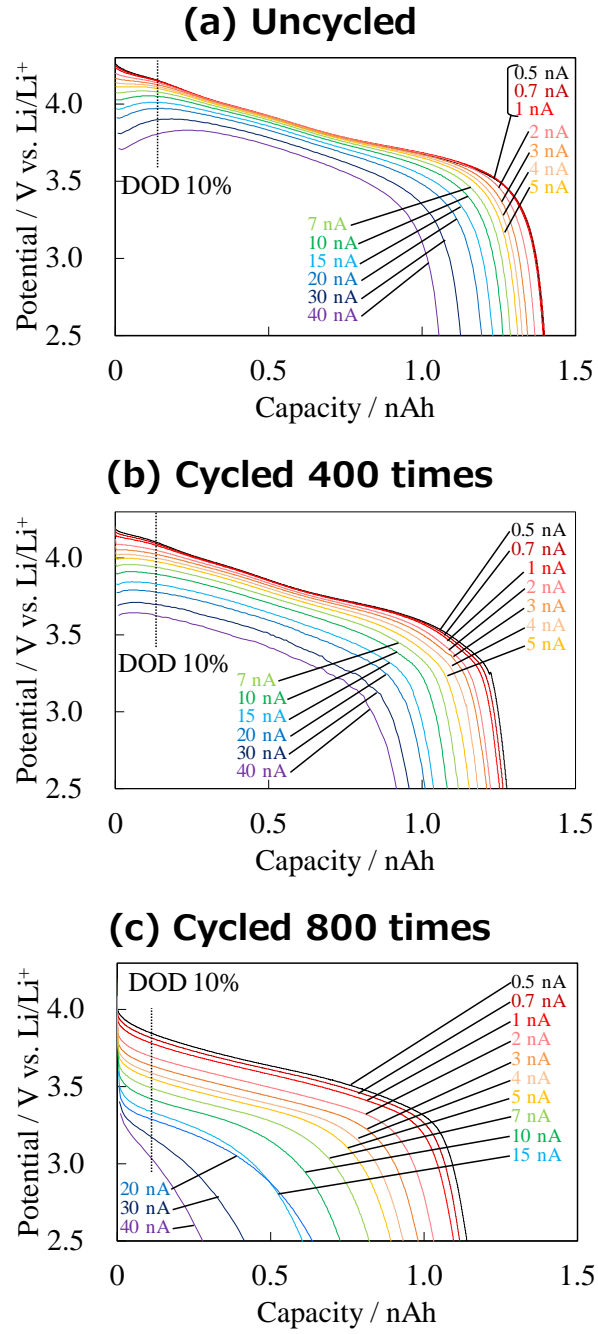 (a) Uncycled
Potential / V vs. Li/Li⁺
4.0
3.5
3.0
2.5
DOD 10%
0.5 nA
0.7 nA
1 nA
2 nA
3 nA
4 nA
5 nA
7 nA
10 nA
15 nA
20 nA
30 nA
40 nA
0
0.5
1.0
1.5
Capacity / nAh
(b) Cycled 400 times
Potential / V vs. Li/Li⁺
4.0
3.5
3.0
2.5
DOD 10%
0.5 nA
0.7 nA
1 nA
2 nA
3 nA
4 nA
5 nA
7 nA
10 nA
15 nA
20 nA
30 nA
40 nA
0
0.5
1.0
1.5
Capacity / nAh
(c) Cycled 800 times
Potential / V vs. Li/Li⁺
4.0
3.5
3.0
2.5
DOD 10%
0.5 nA
0.7 nA
1 nA
2 nA
3 nA
4 nA
5 nA
7 nA
10 nA
15 nA
20 nA
30 nA
40 nA
0
0.5
1.0
1.5
Capacity / nAh